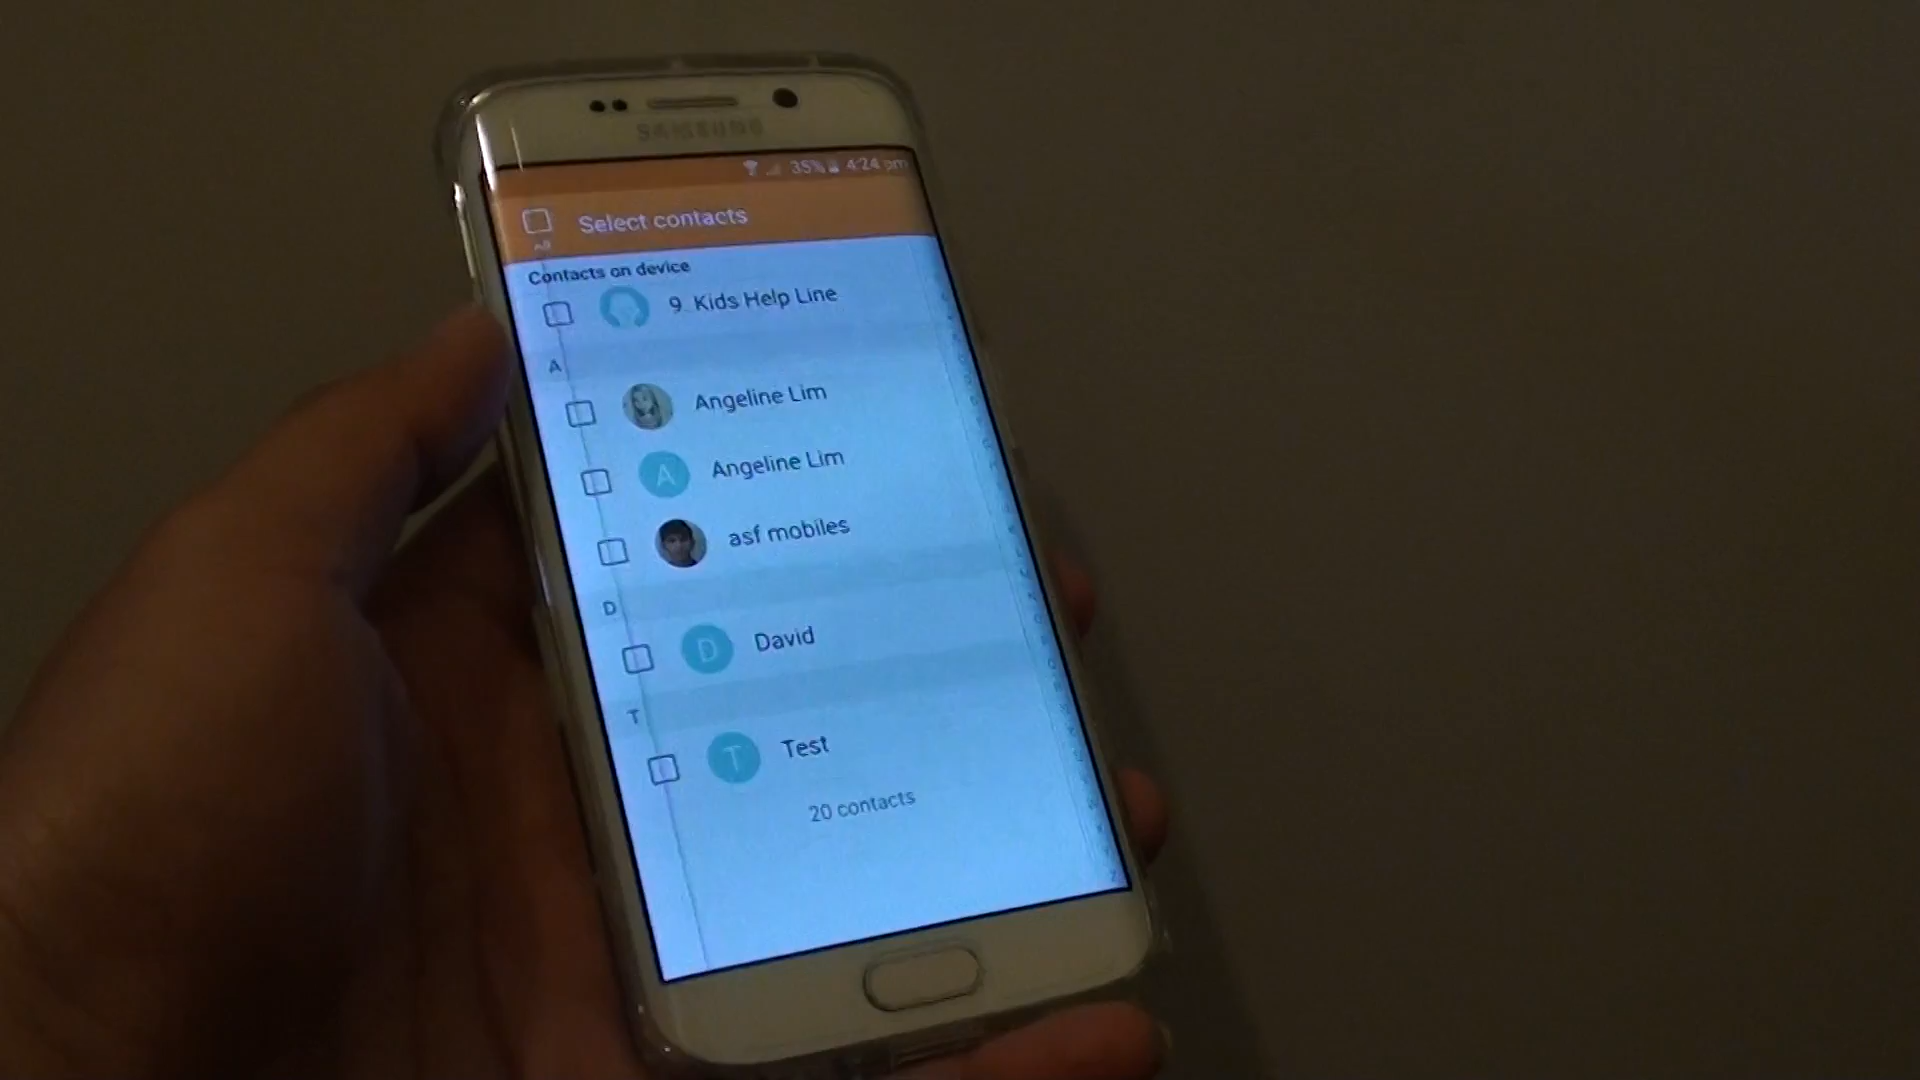 SAMSUNG
35% 4:24 pm
Select contacts
All
Contacts on device
9. Kids Help Line
A
Angeline Lim
A
Angeline Lim
asf mobiles
D
D
David
T
T
Test
20 contacts